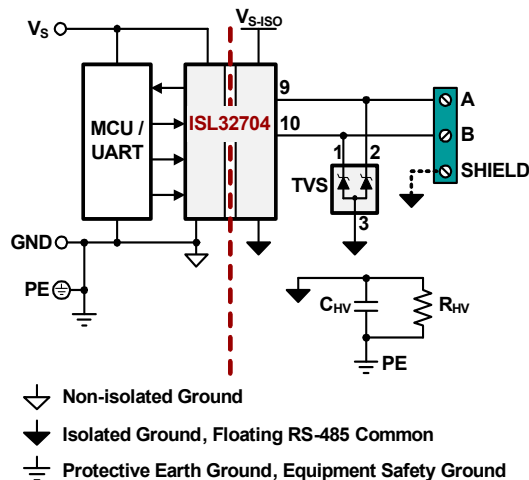 VS
VS-ISO
9
A
ISL32704
MCU /
UART
10
B
1
2
TVS
SHIELD
3
GND
PE
CHV
RHV
PE
Non-isolated Ground
Isolated Ground, Floating RS-485 Common
Protective Earth Ground, Equipment Safety Ground